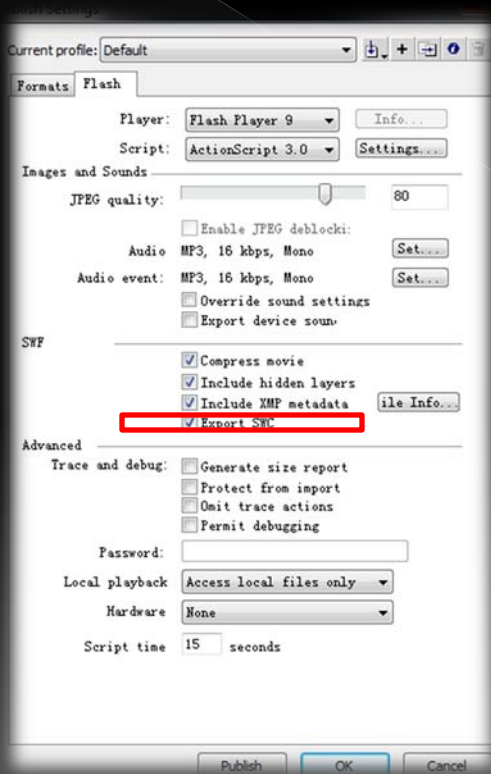 Publish Settings
Current profile: Default
Formats Flash
Player: Flash Player 9 Info...
Script: ActionScript 3.0 Settings...
Images and Sounds
JPEG quality: 80
Enable JPEG deblocki:
Audio MP3, 16 kbps, Mono Set...
Audio event: MP3, 16 kbps, Mono Set...
Override sound settings
Export device soun
SWF
Compress movie
Include hidden layers
Include XMP metadata ile Info...
Export SWC
Advanced
Trace and debug: Generate size report
Protect from import
Omit trace actions
Permit debugging
Password:
Local playback Access local files only
Hardware None
Script time 15 seconds
Publish OK Cancel